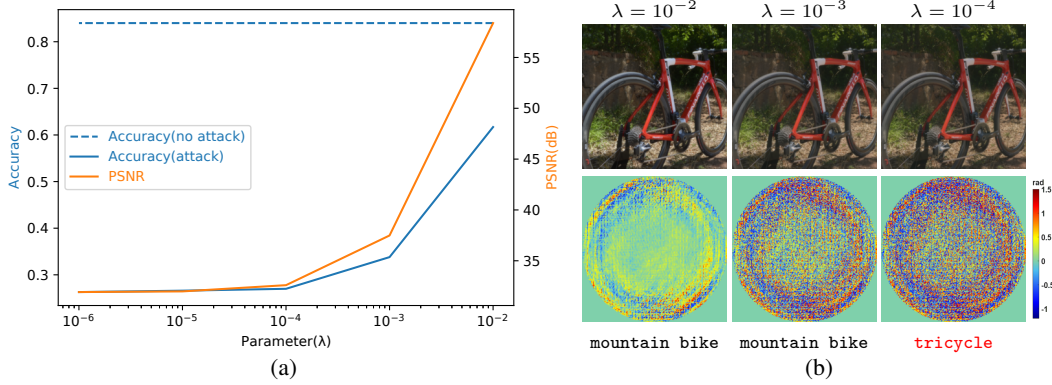 0.8
0.7
0.6
0.5
0.4
0.3
Accuracy
Accuracy(no attack)
Accuracy(attack)
PSNR
55
50
45
40
35
PSNR(dB)
10⁻⁶
10⁻⁵
10⁻⁴
10⁻³
10⁻²
Parameter(λ)
(a)
λ = 10⁻²
λ = 10⁻³
λ = 10⁻⁴
rad
1.5
1
0.5
0
-0.5
-1
mountain bike
mountain bike
tricycle
(b)